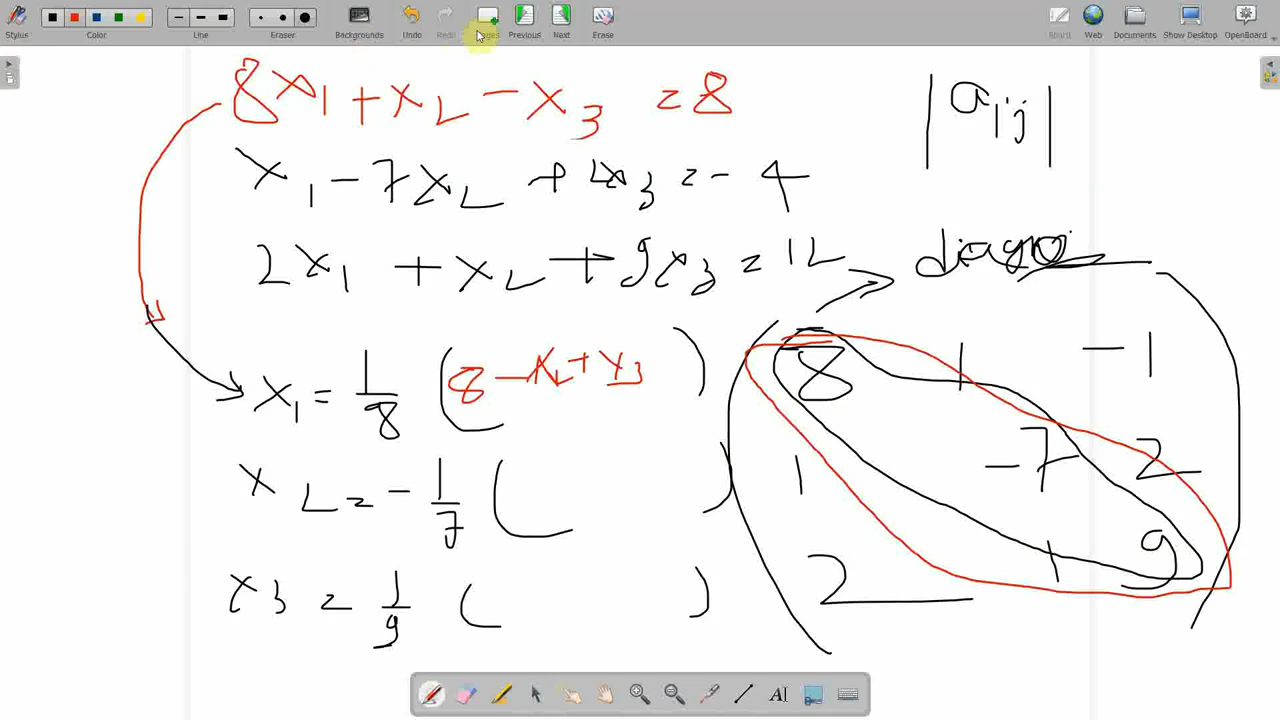 Stylus Color Line Eraser Backgrounds Undo Redo Pages Previous Next Erase Board Web Documents Show Desktop OpenBoard
8x1 + x2 - x3 = 8
|aij|
x1 - 7x2 + 2x3 = - 4
2x1 + x2 + 9x3 = 12
x1 = 1/8 (8 - x2 + x3)
8 1 -1
x2 = - 1/7 ( )
1 -7 2
x3 = 1/9 ( )
2 1 9
AI